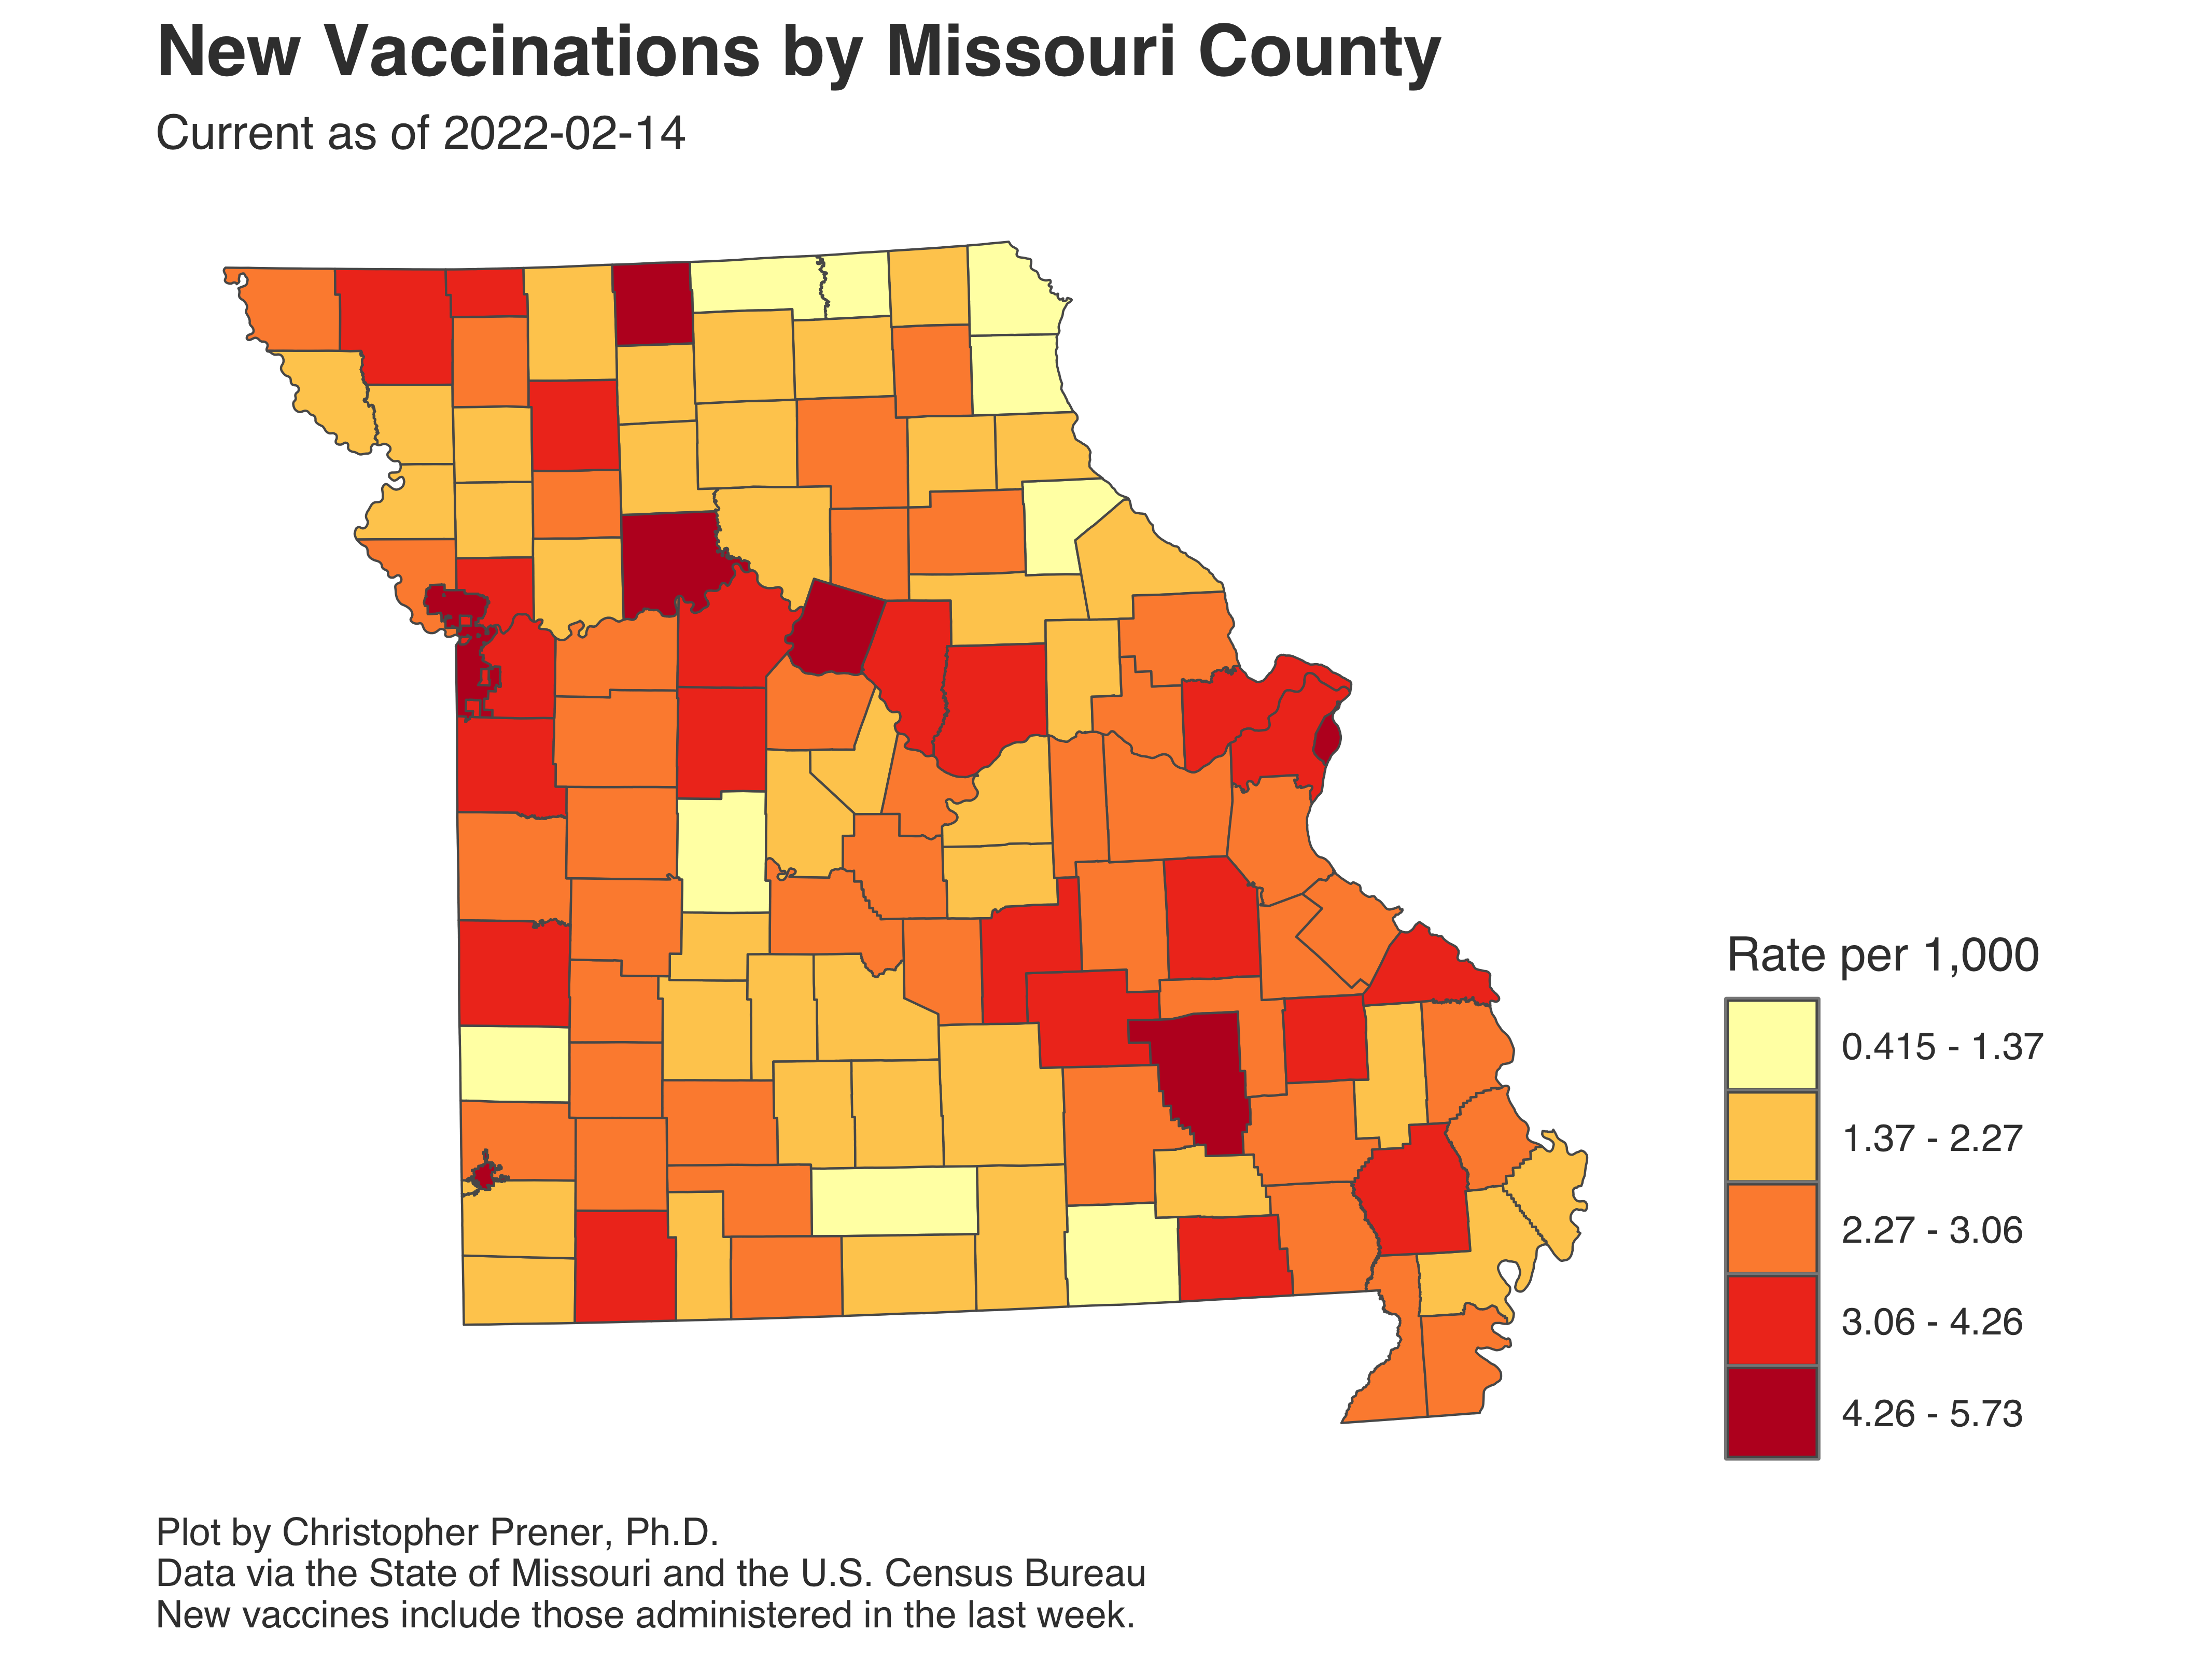 New Vaccinations by Missouri County
Current as of 2022-02-14
Rate per 1,000
0.415 - 1.37
1.37 - 2.27
2.27 - 3.06
3.06 - 4.26
4.26 - 5.73
Plot by Christopher Prener, Ph.D.
Data via the State of Missouri and the U.S. Census Bureau
New vaccines include those administered in the last week.